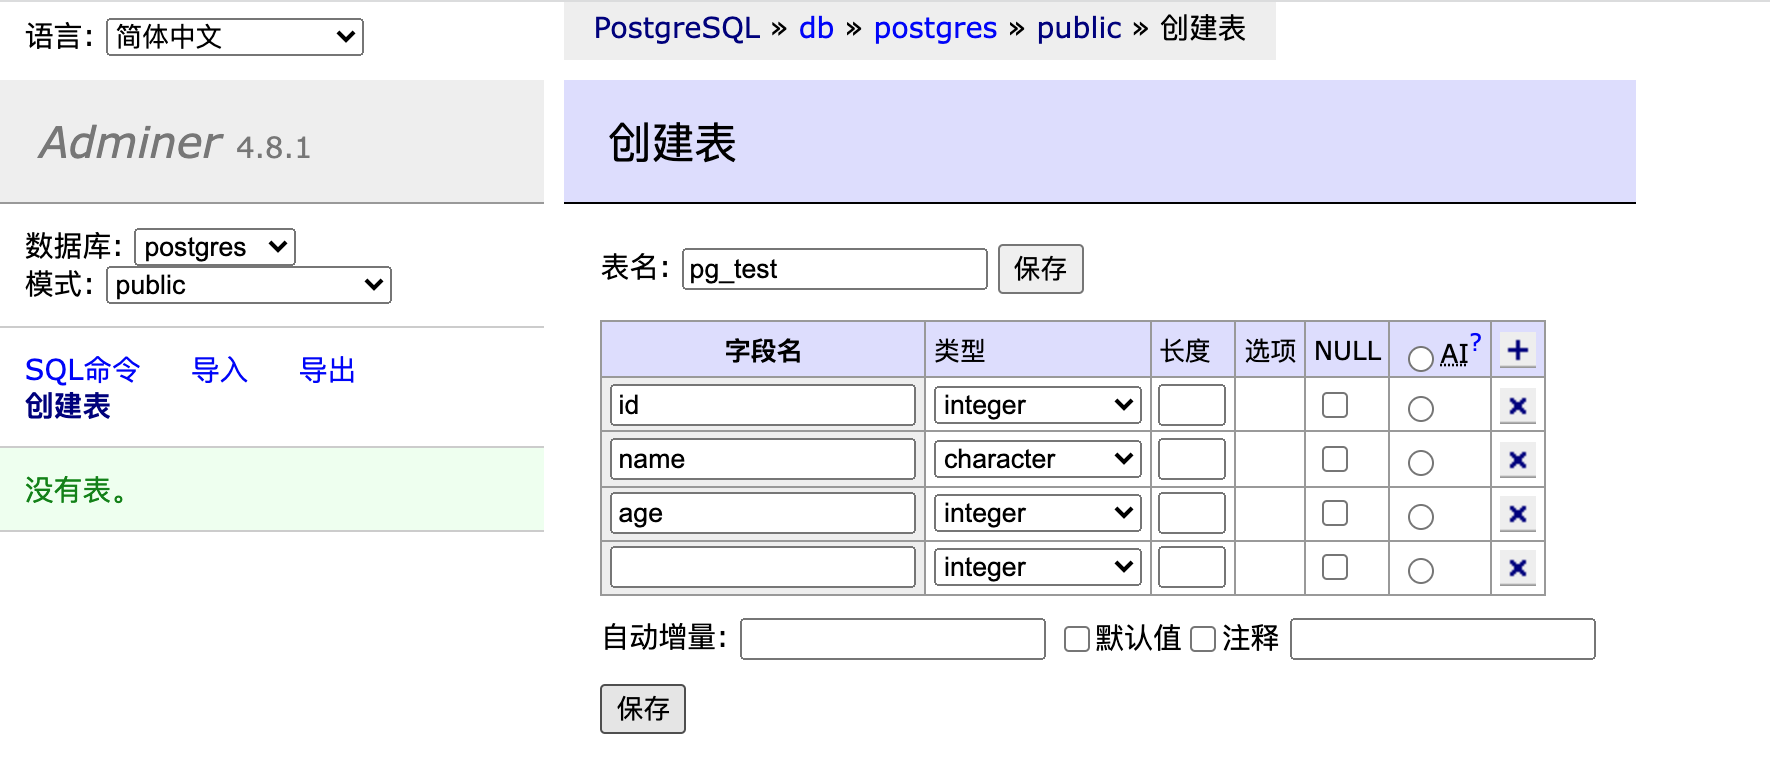 语言: 简体中文
PostgreSQL » db » postgres » public » 创建表
Adminer 4.8.1
创建表
数据库: postgres
模式: public
SQL命令 导入 导出
创建表
没有表。
表名: pg_test 保存
字段名 类型 长度 选项 NULL AI? +
id integer ×
name character ×
age integer ×
integer ×
自动增量: 默认值 注释
保存